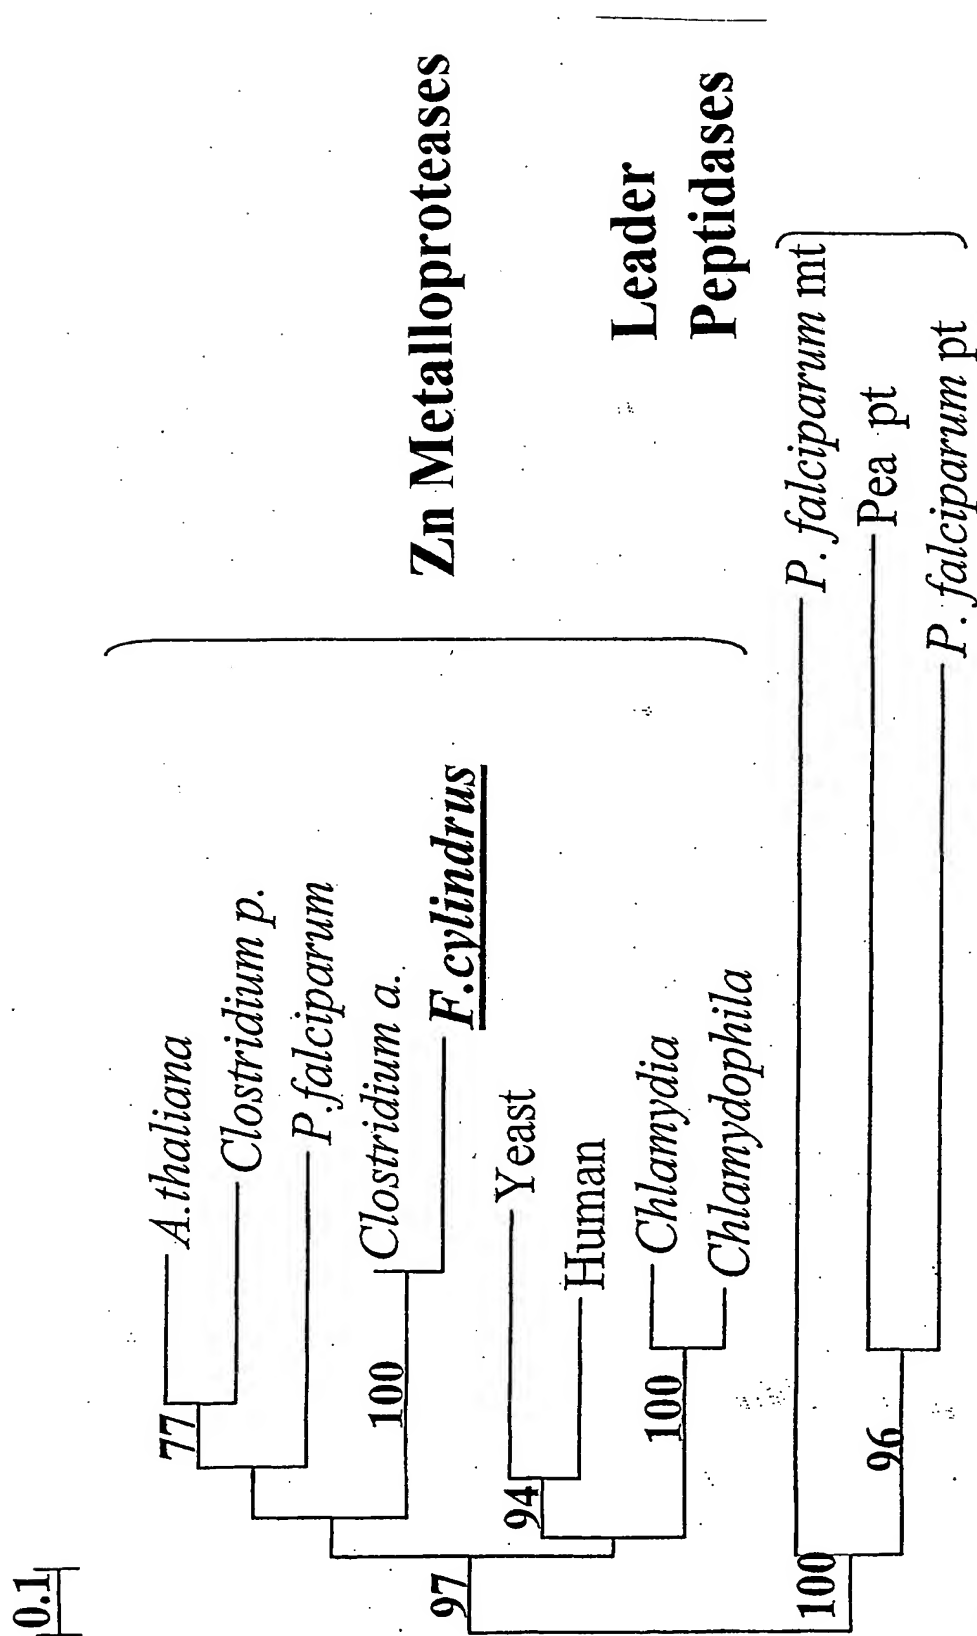 0.1
77
A.thaliana
Clostridium p.
P.falciparum
100
Clostridium a.
F.cylindrus
97
94
Yeast
Human
100
Chlamydia
Chlamydophila
Zn Metalloproteases
100
P. falciparum mt
96
Pea pt
P. falciparum pt
Leader
Peptidases